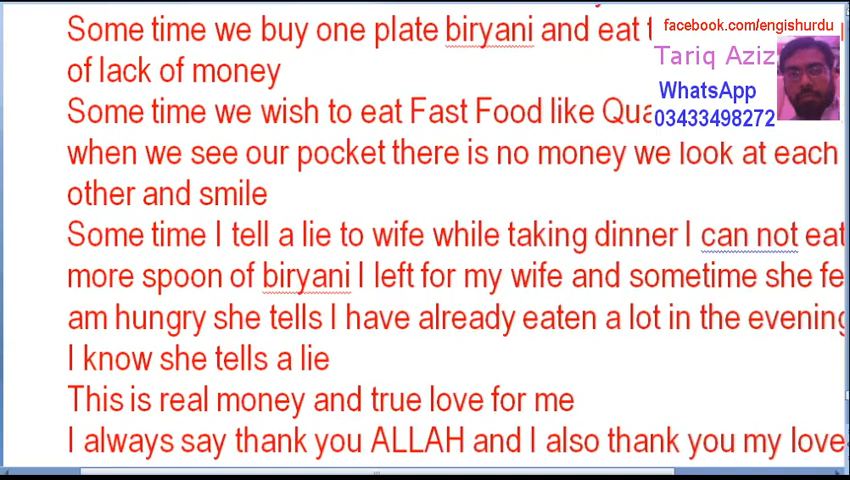 Some time we buy one plate biryani and eat
of lack of money
Some time we wish to eat Fast Food like
when we see our pocket there is no money we look at each
other and smile
Some time I tell a lie to wife while taking dinner I can not eat
more spoon of biryani I left for my wife and sometime she
am hungry she tells I have already eaten a lot in the evening
I know she tells a lie
This is real money and true love for me
I always say thank you ALLAH and I also thank you my love
facebook.com/engishurdu
Tariq Aziz
WhatsApp
03433498272